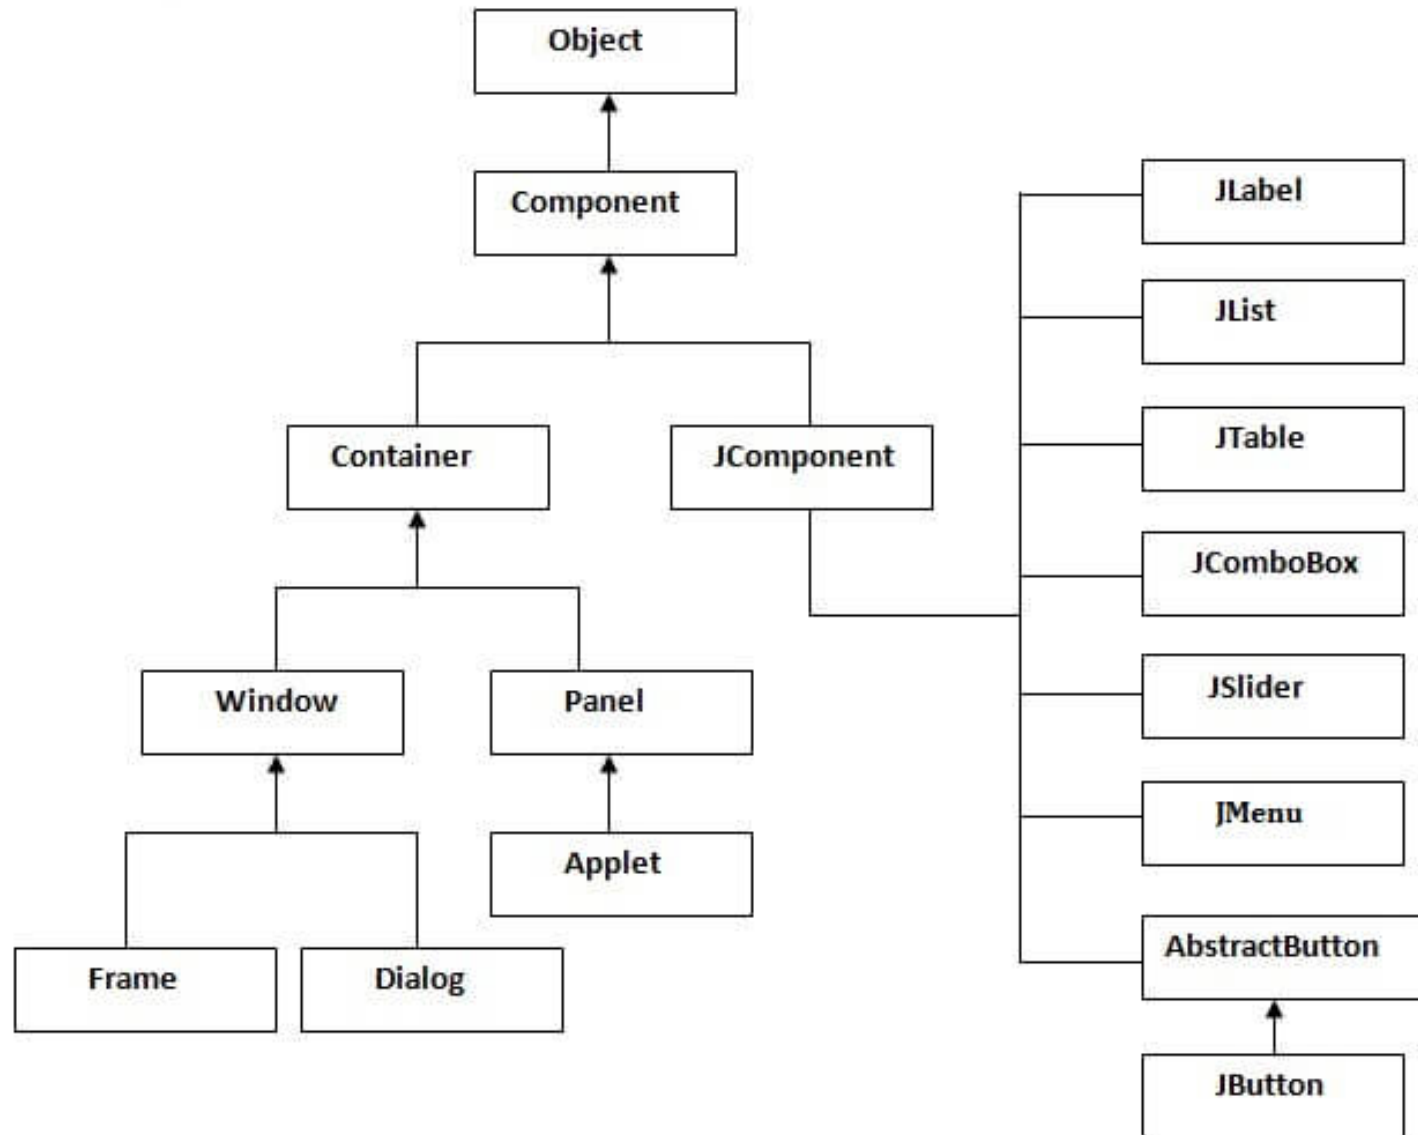 Object
Component
Container
JComponent
Window
Panel
Applet
Frame
Dialog
JLabel
JList
JTable
JComboBox
JSlider
JMenu
AbstractButton
JButton